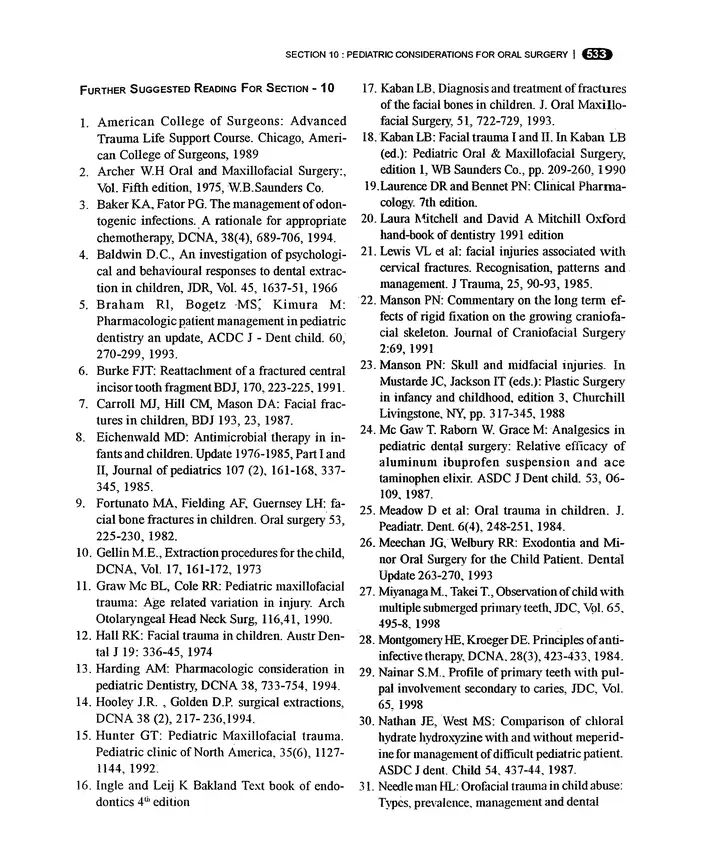 SECTION 10 : PEDIATRIC CONSIDERATIONS FOR ORAL SURGERY | 533
FURTHER SUGGESTED READING FOR SECTION - 10
1. American College of Surgeons: Advanced
Trauma Life Support Course. Chicago, Ameri-
can College of Surgeons, 1989
2. Archer W.H Oral and Maxillofacial Surgery:,
Vol. Fifth edition, 1975, W.B.Saunders Co.
3. Baker KA, Fator PG. The management of odon-
togenic infections. A rationale for appropriate
chemotherapy, DCNA, 38(4), 689-706, 1994.
4. Baldwin D.C., An investigation of psychologi-
cal and behavioural responses to dental extrac-
tion in children, JDR, Vol. 45, 1637-51, 1966
5. Braham RI, Bogetz MS, Kimura M:
Pharmacologic patient management in pediatric
dentistry an update, ACDC J - Dent child. 60,
270-299, 1993.
6. Burke FJT: Reattachment of a fractured central
incisor tooth fragment BDJ, 170, 223-225, 1991.
7. Carroll MJ, Hill CM, Mason DA: Facial frac-
tures in children, BDJ 193, 23, 1987.
8. Eichenwald MD: Antimicrobial therapy in in-
fants and children. Update 1976-1985, Part I and
II, Journal of pediatrics 107 (2), 161-168, 337-
345, 1985.
9. Fortunato MA, Fielding AF, Guernsey LH: fa-
cial bone fractures in children. Oral surgery 53,
225-230, 1982.
10. Gellin M.E., Extraction procedures for the child,
DCNA, Vol. 17, 161-172, 1973
11. Graw Mc BL, Cole RR: Pediatric maxillofacial
trauma: Age related variation in injury. Arch
Otolaryngeal Head Neck Surg, 116,41, 1990.
12. Hall RK: Facial trauma in children. Austr Den-
tal J 19: 336-45, 1974
13. Harding AM: Pharmacologic consideration in
pediatric Dentistry, DCNA 38, 733-754, 1994.
14. Hooley J.R. , Golden D.P. surgical extractions,
DCNA 38 (2), 217- 236,1994.
15. Hunter GT: Pediatric Maxillofacial trauma.
Pediatric clinic of North America, 35(6), 1127-
1144, 1992.
16. Ingle and Leij K Bakland Text book of endo-
dontics 4th edition
17. Kaban LB, Diagnosis and treatment of fractures
of the facial bones in children. J. Oral Maxillo-
facial Surgery, 51, 722-729, 1993.
18. Kaban LB: Facial trauma I and II. In Kaban LB
(ed.): Pediatric Oral & Maxillofacial Surgery,
edition 1, WB Saunders Co., pp. 209-260, 1990
19. Laurence DR and Bennet PN: Clinical Pharma-
cology. 7th edition.
20. Laura Mitchell and David A Mitchill Oxford
hand-book of dentistry 1991 edition
21. Lewis VL et al: facial injuries associated with
cervical fractures. Recognisation, patterns and
management. J Trauma, 25, 90-93, 1985.
22. Manson PN: Commentary on the long term ef-
fects of rigid fixation on the growing craniofa-
cial skeleton. Journal of Craniofacial Surgery
2:69, 1991
23. Manson PN: Skull and midfacial injuries. In
Mustarde JC, Jackson IT (eds.): Plastic Surgery
in infancy and childhood, edition 3, Churchill
Livingstone, NY, pp. 317-345, 1988
24. Mc Gaw T. Raborn W. Grace M: Analgesics in
pediatric dental surgery: Relative efficacy of
aluminum ibuprofen suspension and ace
taminophen elixir. ASDC J Dent child. 53, 06-
109, 1987.
25. Meadow D et al: Oral trauma in children. J.
Peadiatr. Dent. 6(4), 248-251, 1984.
26. Meechan JG, Welbury RR: Exodontia and Mi-
nor Oral Surgery for the Child Patient. Dental
Update 263-270, 1993
27. Miyanaga M., Takei T., Observation of child with
multiple submerged primary teeth, JDC, Vol. 65,
495-8, 1998
28. Montgomery HE, Kroeger DE. Principles of anti-
infective therapy, DCNA, 28(3), 423-433, 1984.
29. Nainar S.M., Profile of primary teeth with pul-
pal involvement secondary to caries, JDC, Vol.
65, 1998
30. Nathan JE, West MS: Comparison of chloral
hydrate hydroxyzine with and without meperid-
ine for management of difficult pediatric patient.
ASDC J dent. Child 54, 437-44, 1987.
31. Needle man HL: Orofacial trauma in child abuse:
Types, prevalence, management and dental